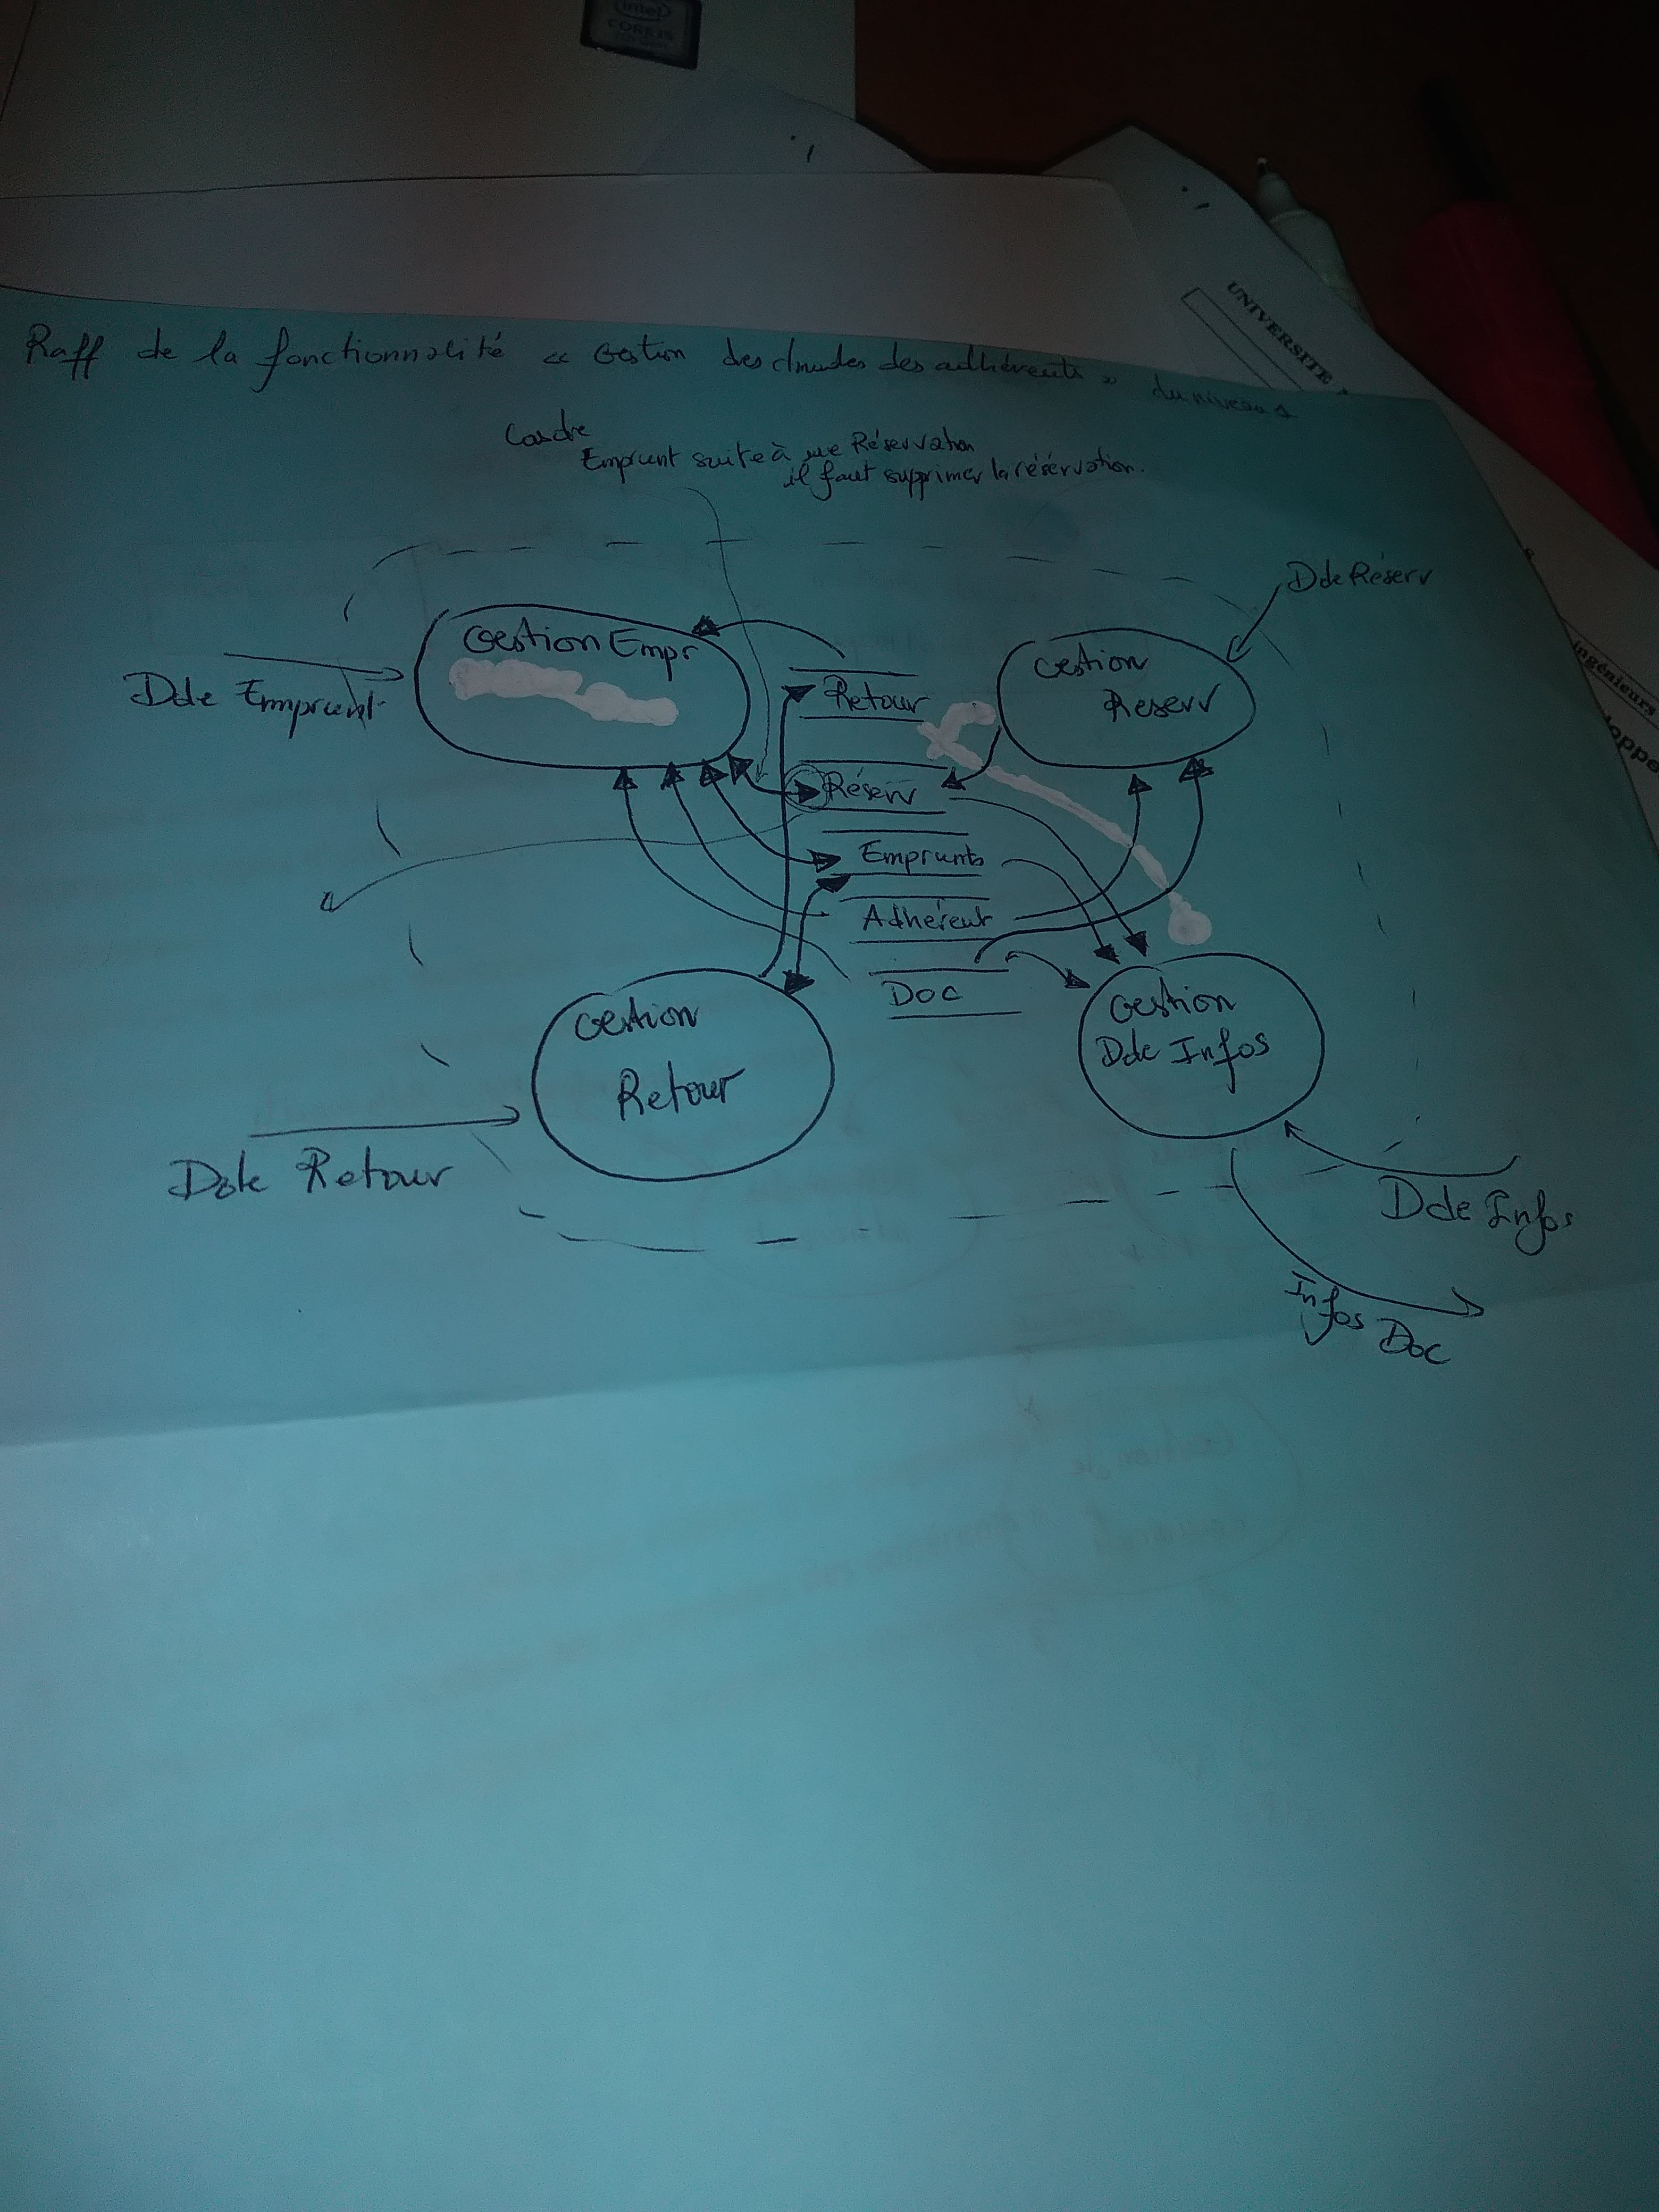 intel
CORE i5
UNIVERSITE
ingénieurs
loppe
Raff de la fonctionnalité « Gestion des dmndes des adhérents » du niveau 1
Cas de
Emprunt suite à une Réservation
il faut supprimer la réservation.
Dde Réserv
Gestion Empr
Gestion
Reserv
Dde Emprunt
Retour
Réserv
Emprunts
Adhérent
Doc
Gestion
Retour
Gestion
Dde Infos
Dde Retour
Dde Infos
Infos Doc